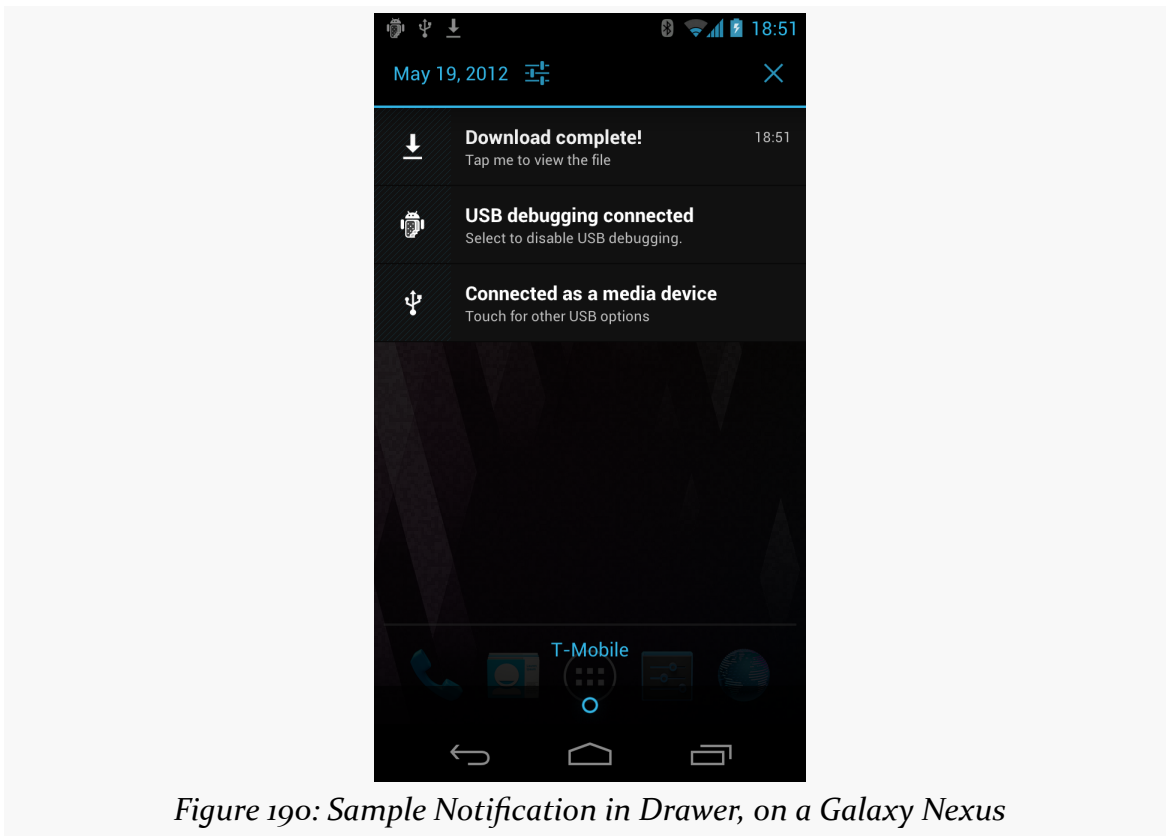 18:51
May 19, 2012
Download complete! 18:51
Tap me to view the file
USB debugging connected
Select to disable USB debugging.
Connected as a media device
Touch for other USB options
T-Mobile
Figure 190: Sample Notification in Drawer, on a Galaxy Nexus